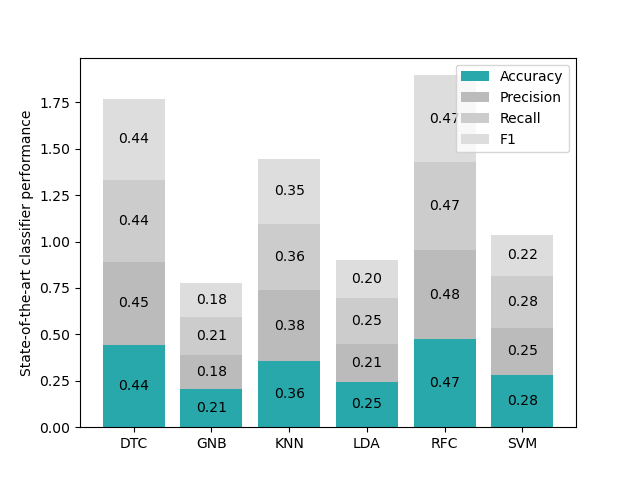 State-of-the-art classifier performance
1.75
1.50
1.25
1.00
0.75
0.50
0.25
0.00
Accuracy
Precision
Recall
F1
0.44 0.18 0.35 0.20 0.47 0.22
0.44 0.21 0.36 0.25 0.47 0.28
0.45 0.18 0.38 0.21 0.48 0.25
0.44 0.21 0.36 0.25 0.47 0.28
DTC GNB KNN LDA RFC SVM